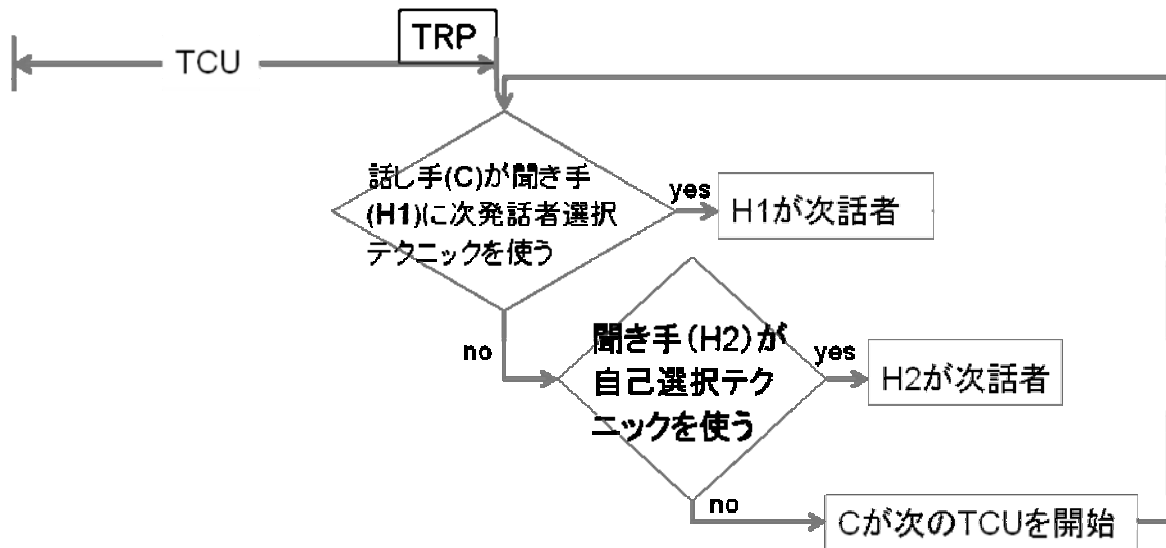 TRP
TCU
話し手(C)が聞き手
(H1)に次発話者選択
テクニックを使う
yes
H1が次話者
no
聞き手(H2)が
自己選択テク
ニックを使う
yes
H2が次話者
no
Cが次のTCUを開始